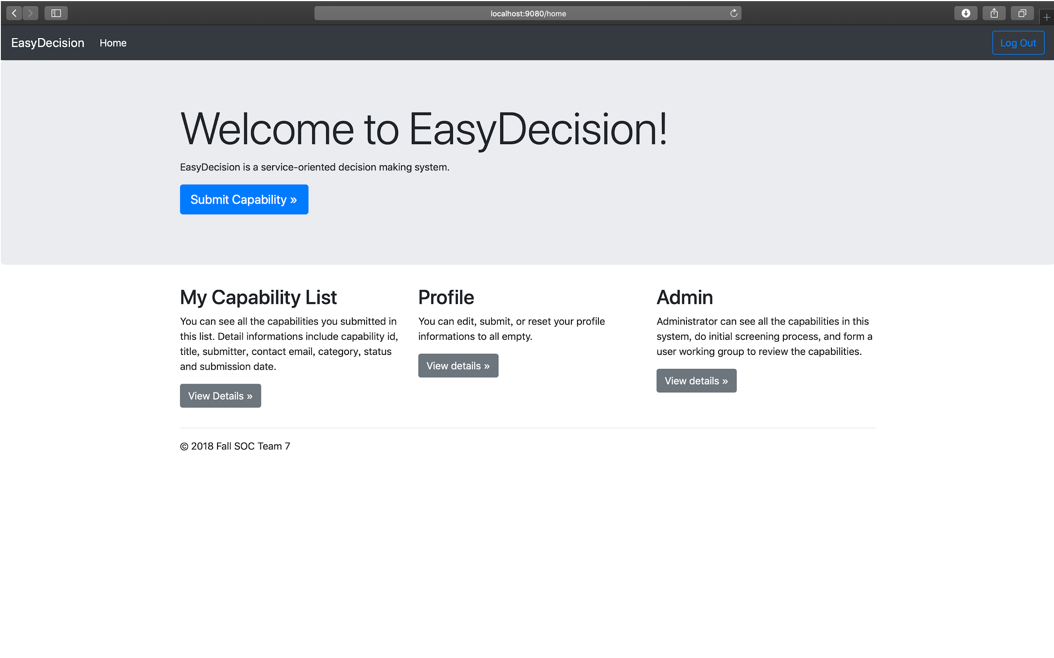 localhost:9080/home
EasyDecision Home Log Out
Welcome to EasyDecision!
EasyDecision is a service-oriented decision making system.
Submit Capability »
My Capability List
You can see all the capabilities you submitted in
this list. Detail informations include capability id,
title, submitter, contact email, category, status
and submission date.
View Details »
Profile
You can edit, submit, or reset your profile
informations to all empty.
View details »
Admin
Administrator can see all the capabilities in this
system, do initial screening process, and form a
user working group to review the capabilities.
View details »
© 2018 Fall SOC Team 7